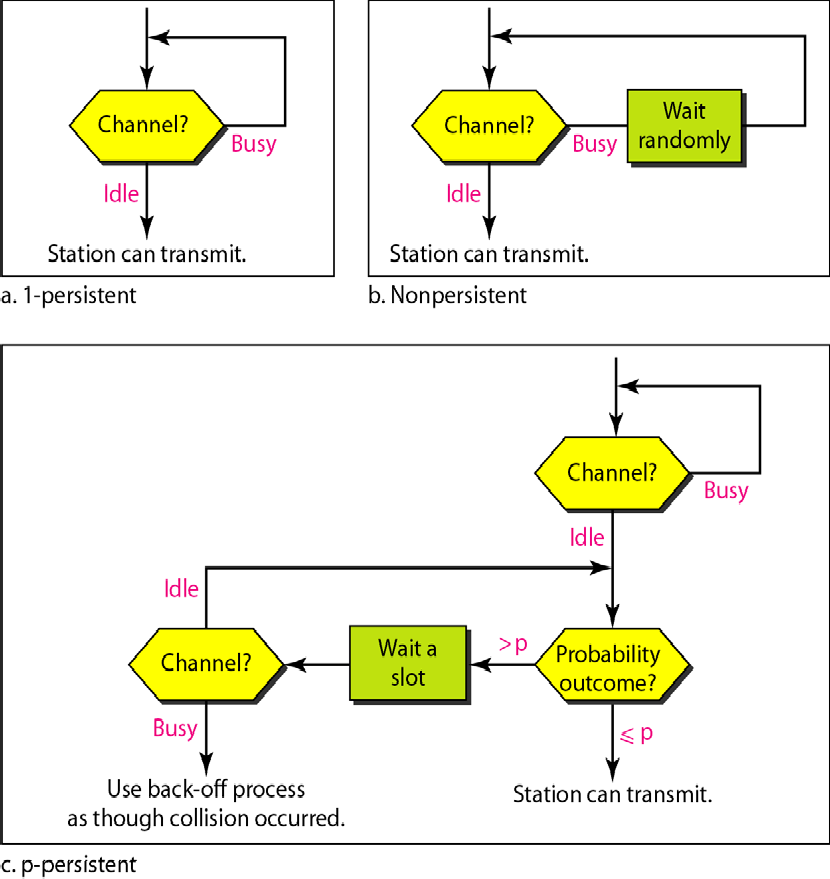 Channel?
Busy
Idle
Station can transmit.
a. 1-persistent
Channel?
Busy
Wait
randomly
Idle
Station can transmit.
b. Nonpersistent
Channel?
Busy
Idle
Idle
Channel?
Wait a
slot
>p
Probability
outcome?
Busy
≤ p
Use back-off process
as though collision occurred.
Station can transmit.
c. p-persistent